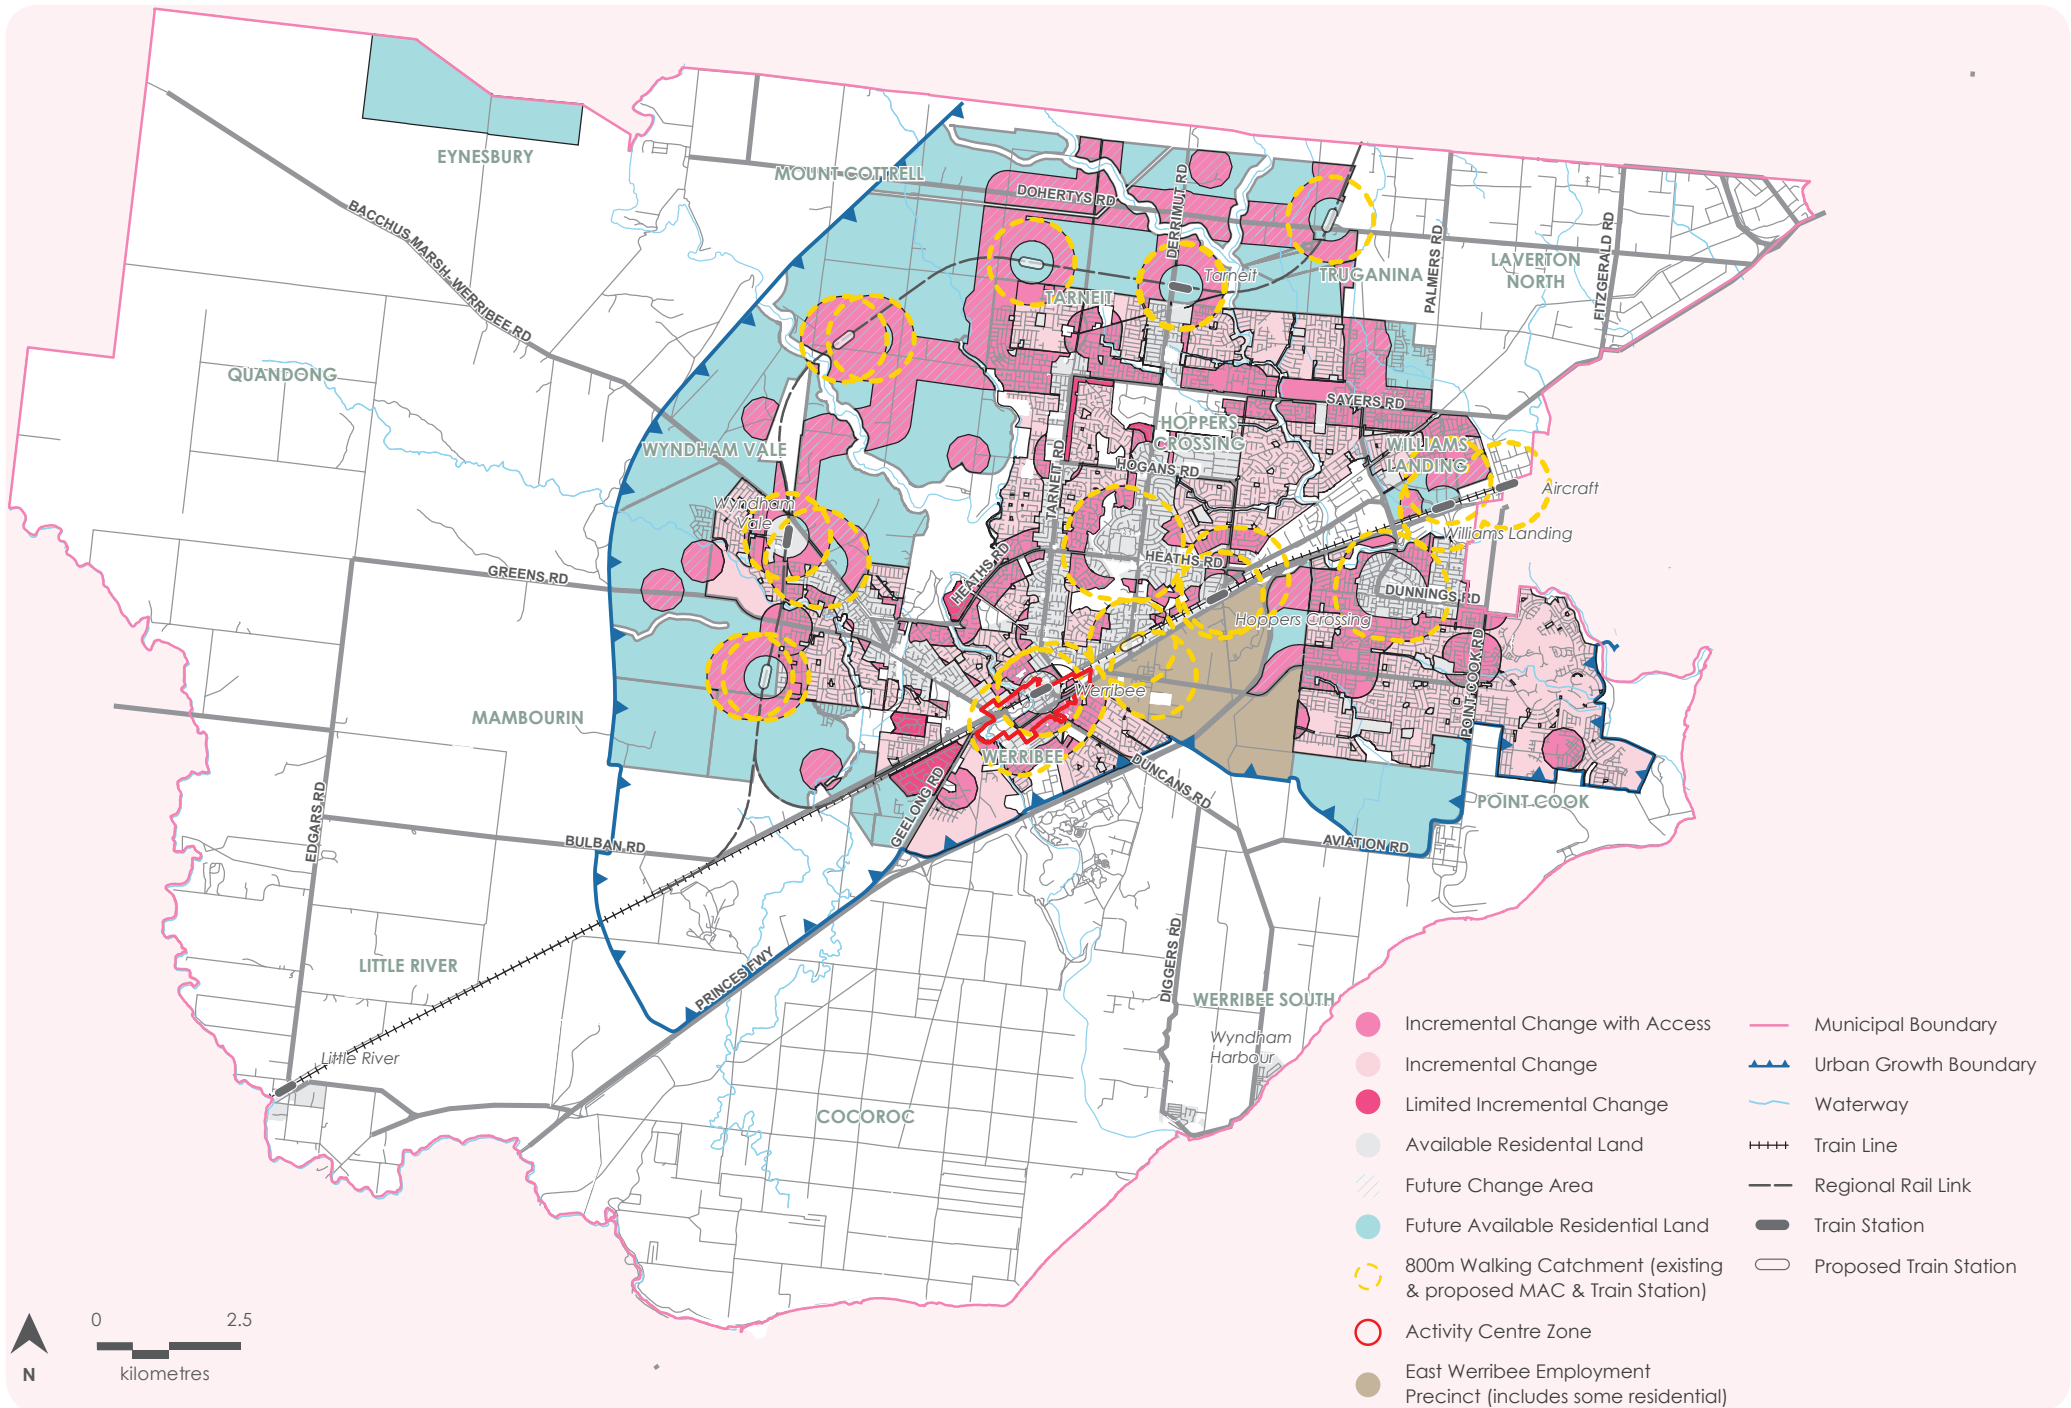 EYNESBURY
MOUNT COTTRELL
DOHERTYS RD
DERRIMUT RD
BACCHUS MARSH-WERRIBEE RD
PALMERS RD
FITZGERALD RD
LAVERTON
NORTH
TRUGANINA
Tarneit
TARNEIT
QUANDONG
SAYERS RD
HOPPERS
CROSSING
WYNDHAM VALE
WILLIAMS
LANDING
TARNEIT RD
HOGANS RD
Aircraft
Wyndham
Vale
Williams Landing
HEATHS RD
HEATHS RD
GREENS RD
DUNNINGS RD
Hoppers Crossing
POINT COOK RD
Werribee
MAMBOURIN
WERRIBEE
DUNCANS RD
GEELONG RD
POINT COOK
EDGARS RD
BULBAN RD
AVIATION RD
PRINCES FWY
DIGGERS RD
LITTLE RIVER
WERRIBEE SOUTH
Wyndham
Harbour
Little River
COCOROC
Incremental Change with Access
Incremental Change
Limited Incremental Change
Available Residental Land
Future Change Area
Future Available Residential Land
800m Walking Catchment (existing
& proposed MAC & Train Station)
Activity Centre Zone
East Werribee Employment
Precinct (includes some residential)
Municipal Boundary
Urban Growth Boundary
Waterway
Train Line
Regional Rail Link
Train Station
Proposed Train Station
0 2.5
kilometres
N